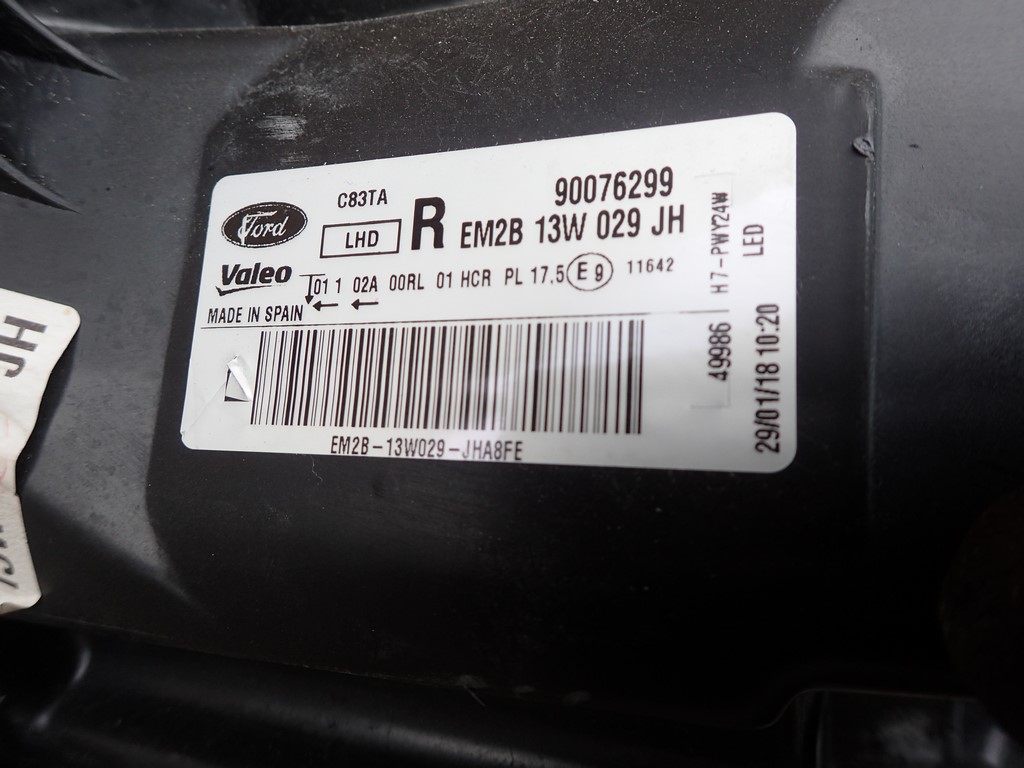 Ford
C83TA
LHD
R
90076299
EM2B 13W 029 JH
Valeo
01 1 02A 00RL 01 HCR PL 17.5 E9 11642
MADE IN SPAIN
EM2B-13W029-JHA8FE
49986 H7-PWY24W
LED
29/01/18 10:20
JH